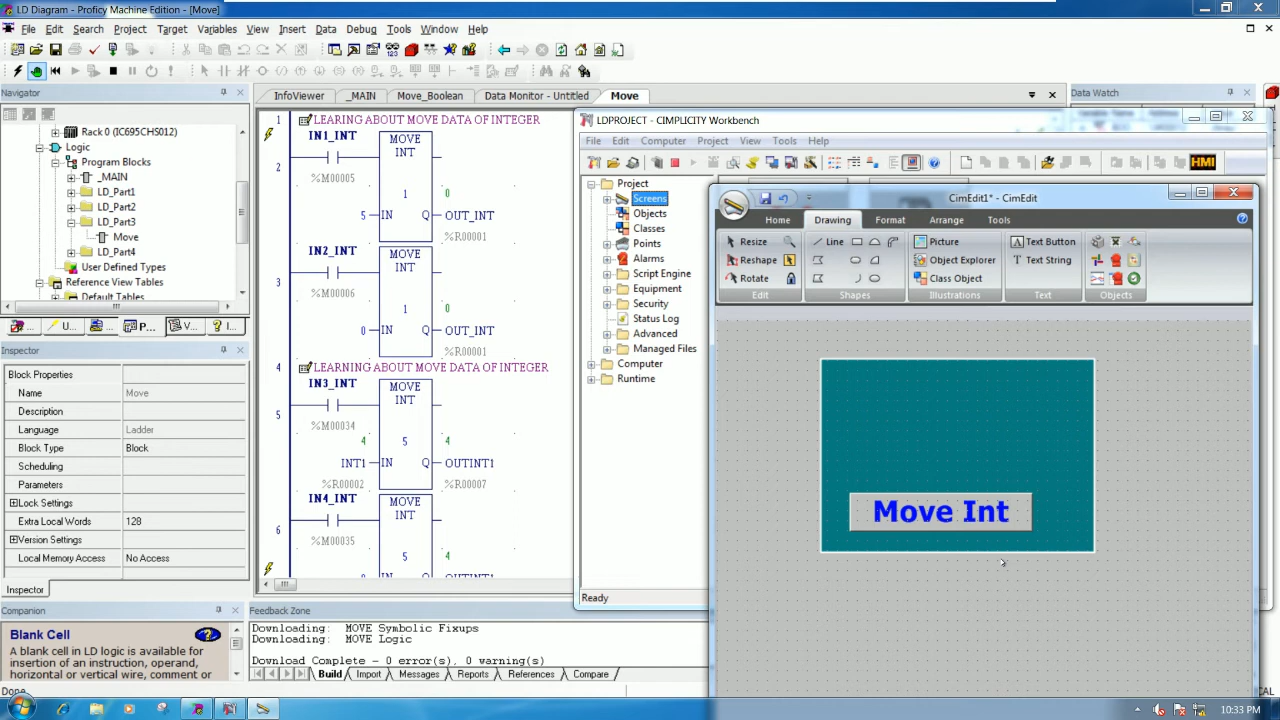 LD Diagram - Proficy Machine Edition - [Move]
File Edit Search Project Target Variables View Insert Data Debug Tools Window Help
Navigator
Rack 0 (IC695CHS012)
Logic
Program Blocks
_MAIN
LD_Part1
LD_Part2
LD_Part3
Move
LD_Part4
User Defined Types
Reference View Tables
Default Tables
U... P... V... I...
Inspector
Block Properties
Name Move
Description
Language Ladder
Block Type Block
Scheduling
Parameters
Lock Settings
Extra Local Words 128
Version Settings
Local Memory Access No Access
Inspector
Companion
Blank Cell
A blank cell in LD logic is available for
insertion of an instruction, operand,
horizontal or vertical wire, comment or
Done
InfoViewer _MAIN Move_Boolean Data Monitor - Untitled Move
Data Watch
1 LEARING ABOUT MOVE DATA OF INTEGER
IN1_INT MOVE
INT
2
%M00005
1 0
5 IN Q OUT_INT
%R00001
IN2_INT MOVE
INT
3
%M00006
1 0
0 IN Q OUT_INT
%R00001
4 LEARNING ABOUT MOVE DATA OF INTEGER
IN3_INT MOVE
INT
5
%M00034
4 5 4
INT1 IN Q OUTINT1
%R00002 %R00007
IN4_INT MOVE
INT
6
%M00035
5 4
Feedback Zone
Downloading: MOVE Symbolic Fixups
Downloading: MOVE Logic
Download Complete - 0 error(s), 0 warning(s)
Build Import Messages Reports References Compare
LDPROJECT - CIMPLICITY Workbench
File Edit Computer Project View Tools Help
HMI
Project
Screens
Objects
Classes
Points
Alarms
Script Engine
Equipment
Security
Status Log
Advanced
Managed Files
Computer
Runtime
Ready
CimEdit1* - CimEdit
Home Drawing Format Arrange Tools
Resize Line Picture Text Button
Reshape Object Explorer Text String
Rotate Class Object
Edit Shapes Illustrations Text Objects
Move Int
CAL
10:33 PM